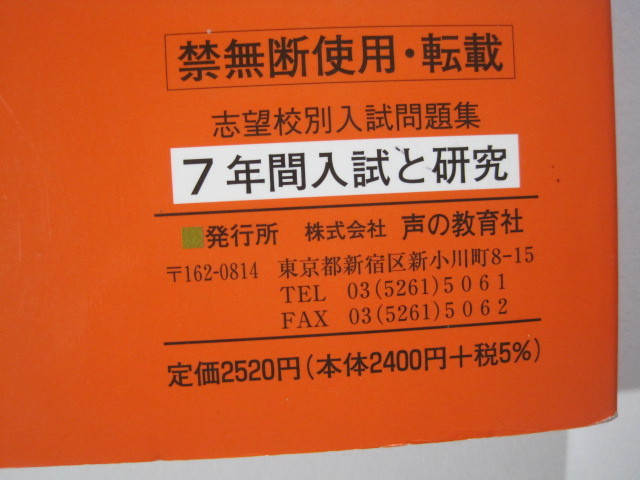 禁無断使用・転載
志望校別入試問題集
7年間入試と研究
発行所 株式会社 声の教育社
〒162-0814 東京都新宿区新小川町8-15
TEL 03(5261)5061
FAX 03(5261)5062
定価2520円(本体2400円+税5%)